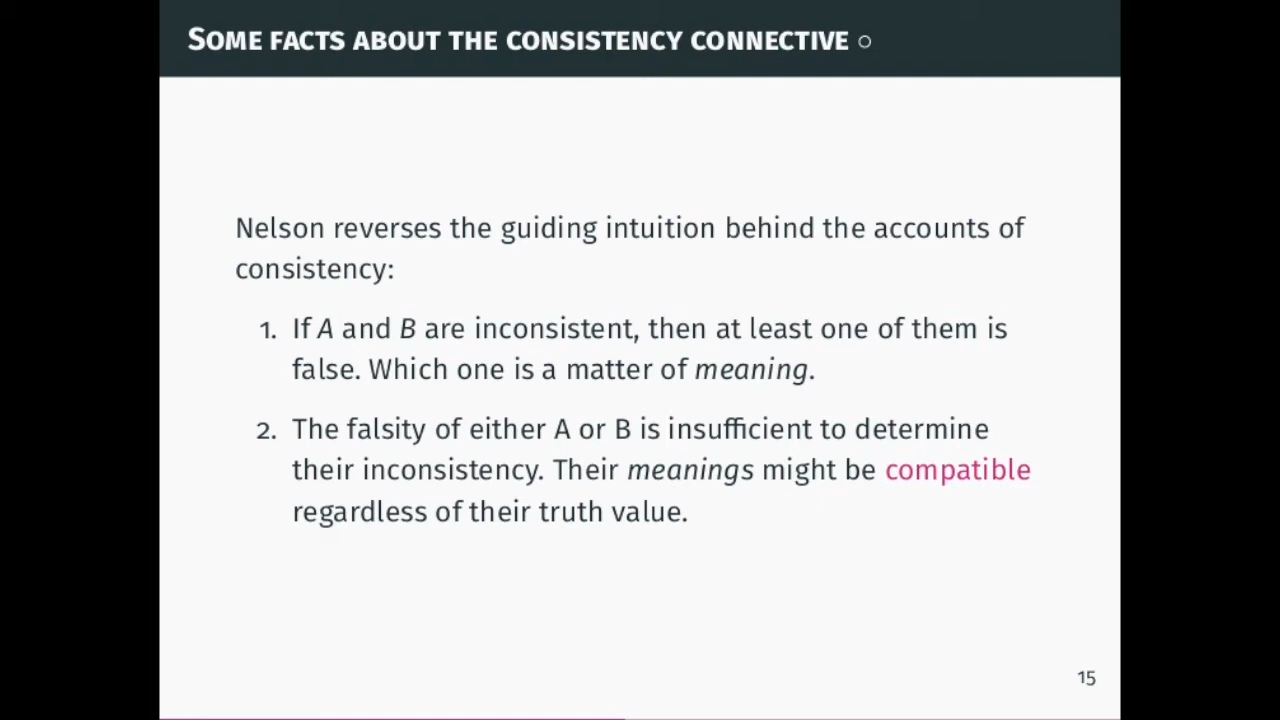 Some facts about the consistency connective ○
Nelson reverses the guiding intuition behind the accounts of
consistency:
1. If A and B are inconsistent, then at least one of them is
false. Which one is a matter of meaning.
2. The falsity of either A or B is insufficient to determine
their inconsistency. Their meanings might be compatible
regardless of their truth value.
15